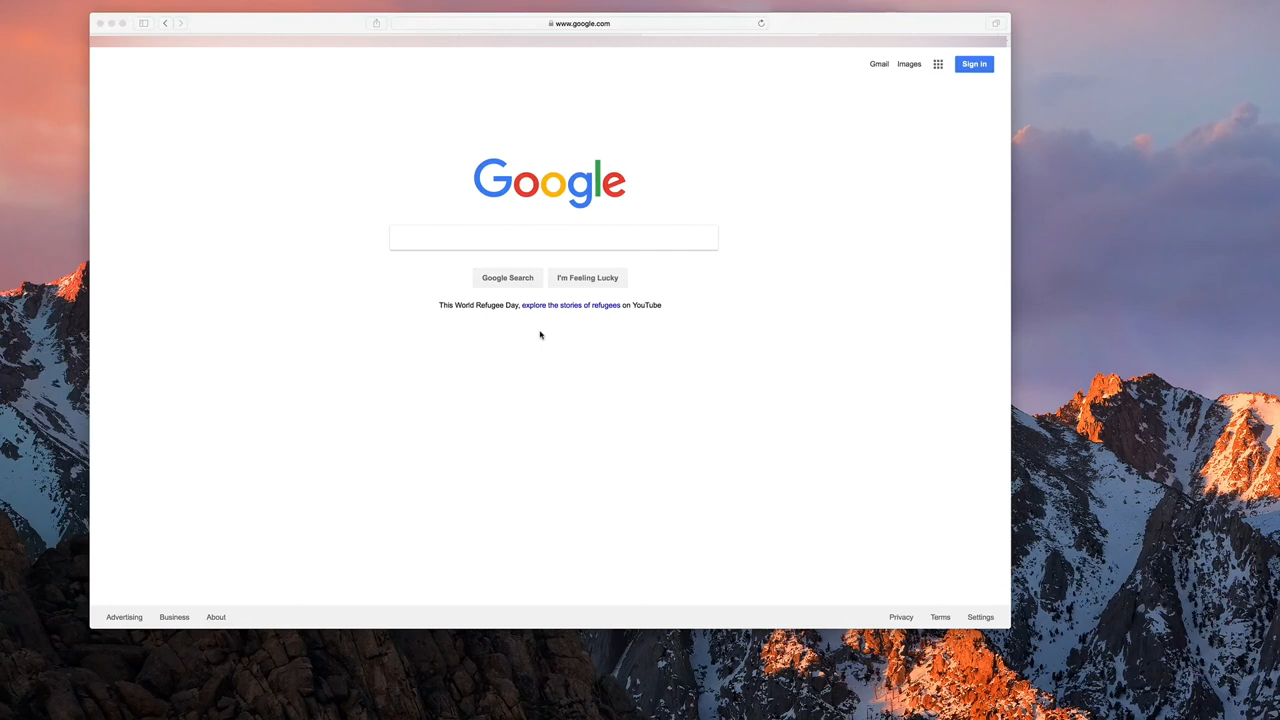 www.google.com
Gmail Images Sign in
Google
Google Search I'm Feeling Lucky
This World Refugee Day, explore the stories of refugees on YouTube
Advertising Business About Privacy Terms Settings